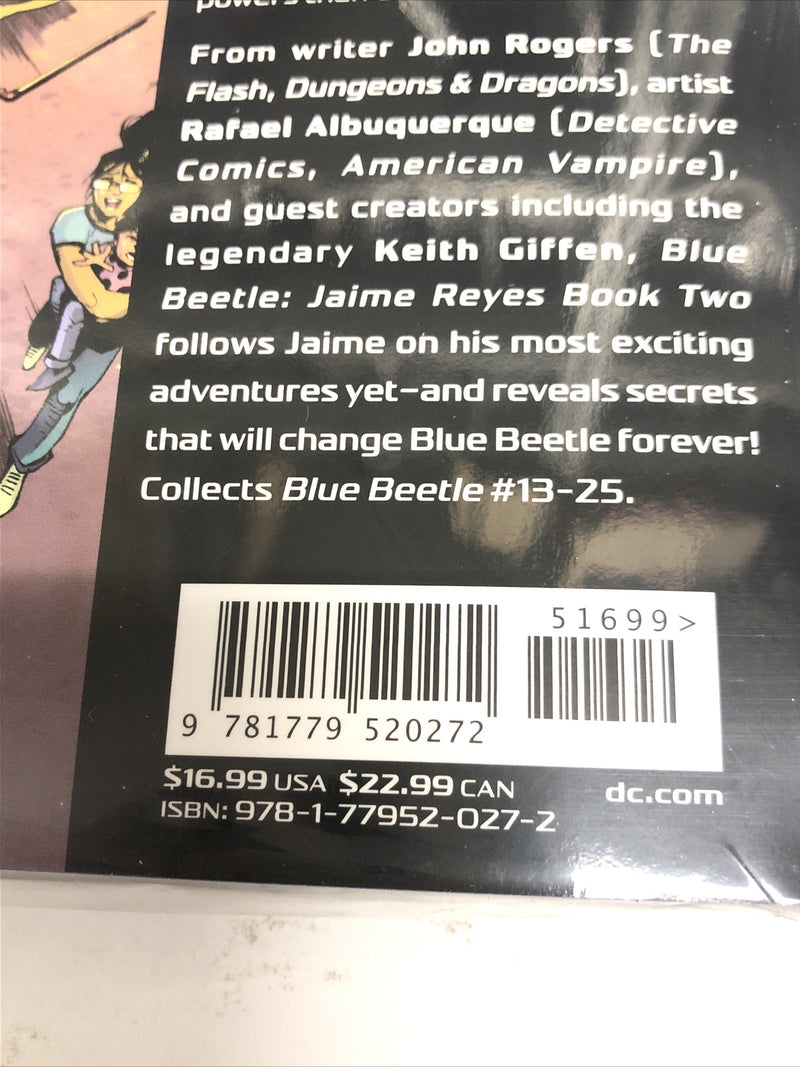 powers than
From writer John Rogers (The
Flash, Dungeons & Dragons), artist
Rafael Albuquerque (Detective
Comics, American Vampire),
and guest creators including the
legendary Keith Giffen, Blue
Beetle: Jaime Reyes Book Two
follows Jaime on his most exciting
adventures yet—and reveals secrets
that will change Blue Beetle forever!
Collects Blue Beetle #13–25.
51699>
9 781779 520272
$16.99 USA $22.99 CAN
dc.com
ISBN: 978-1-77952-027-2